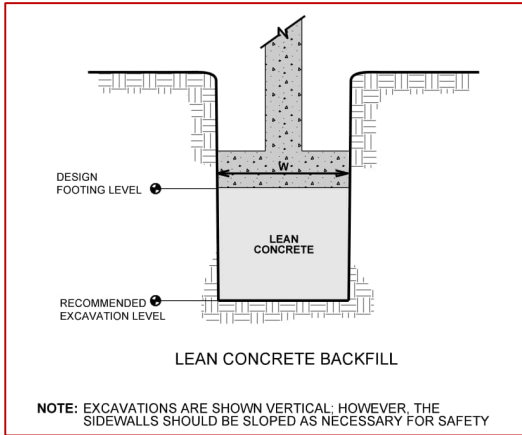 N
W
DESIGN
FOOTING LEVEL
LEAN
CONCRETE
RECOMMENDED
EXCAVATION LEVEL
LEAN CONCRETE BACKFILL
NOTE: EXCAVATIONS ARE SHOWN VERTICAL; HOWEVER, THE
SIDEWALLS SHOULD BE SLOPED AS NECESSARY FOR SAFETY